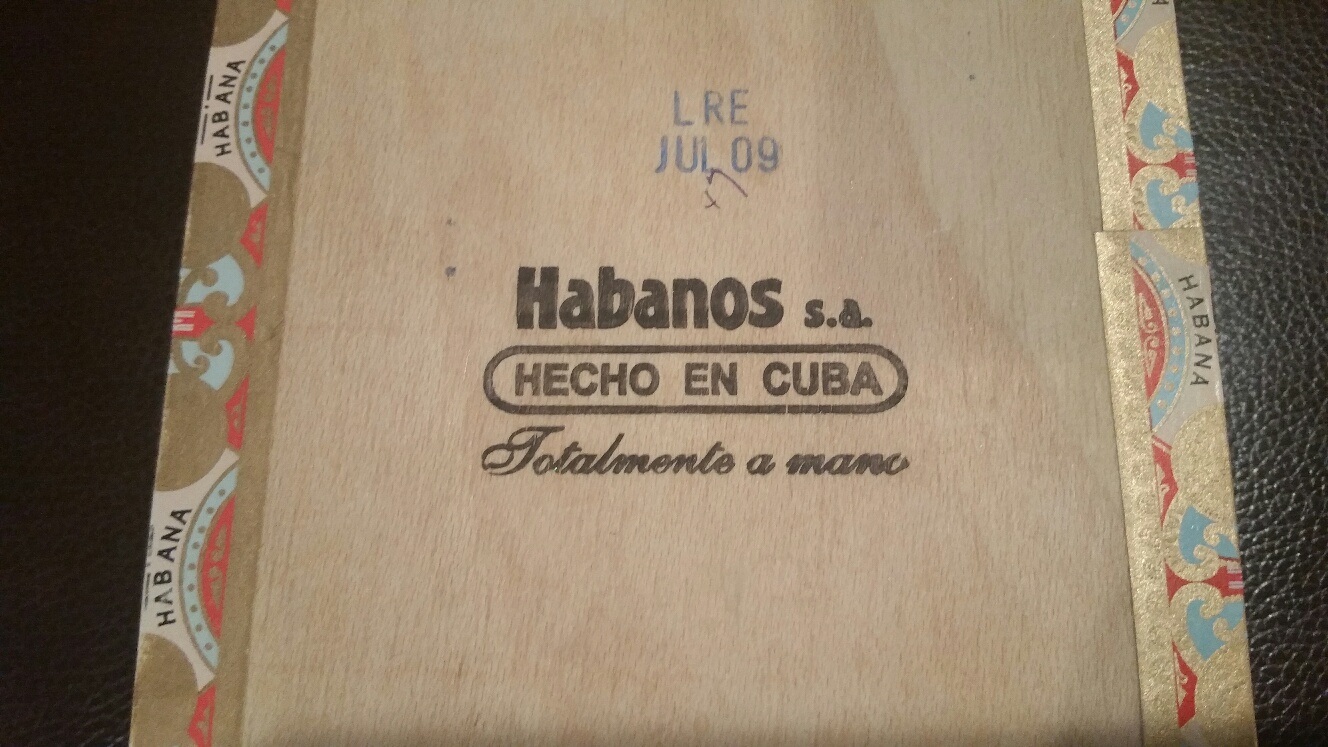 LRE
JUL 09
Habanos s.a.
HECHO EN CUBA
Totalmente a mano
HABANA
HABANA
HABANA